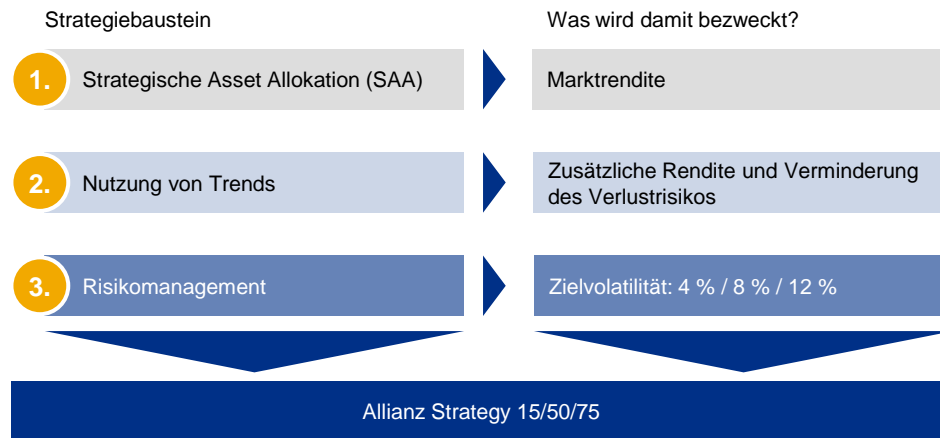 Strategiebaustein
Was wird damit bezweckt?
1.
Strategische Asset Allokation (SAA)
Marktrendite
2.
Nutzung von Trends
Zusätzliche Rendite und Verminderung
des Verlustrisikos
3.
Risikomanagement
Zielvolatilität: 4 % / 8 % / 12 %
Allianz Strategy 15/50/75